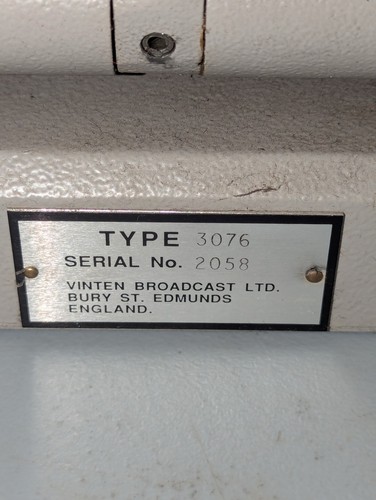 TYPE 3076
SERIAL No. 2058
VINTEN BROADCAST LTD.
BURY ST. EDMUNDS
ENGLAND.